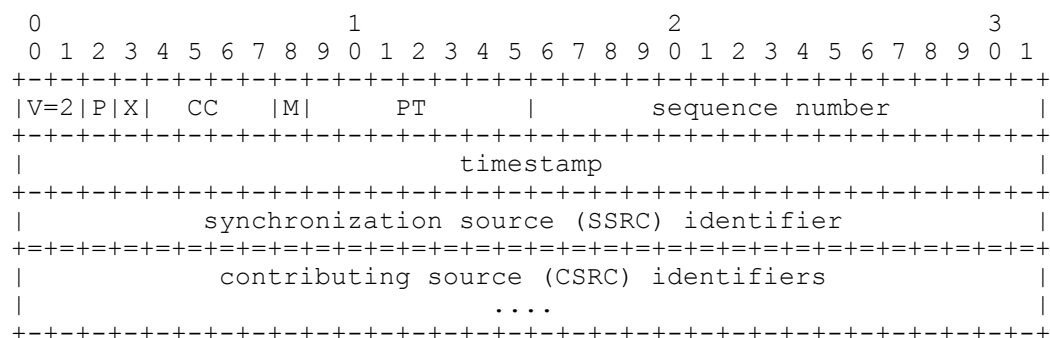 0                   1                   2                   3
 0 1 2 3 4 5 6 7 8 9 0 1 2 3 4 5 6 7 8 9 0 1 2 3 4 5 6 7 8 9 0 1
+-+-+-+-+-+-+-+-+-+-+-+-+-+-+-+-+-+-+-+-+-+-+-+-+-+-+-+-+-+-+-+-+
|V=2|P|X|  CC   |M|     PT      |       sequence number         |
+-+-+-+-+-+-+-+-+-+-+-+-+-+-+-+-+-+-+-+-+-+-+-+-+-+-+-+-+-+-+-+-+
|                           timestamp                           |
+-+-+-+-+-+-+-+-+-+-+-+-+-+-+-+-+-+-+-+-+-+-+-+-+-+-+-+-+-+-+-+-+
|           synchronization source (SSRC) identifier            |
+=+=+=+=+=+=+=+=+=+=+=+=+=+=+=+=+=+=+=+=+=+=+=+=+=+=+=+=+=+=+=+=+
|            contributing source (CSRC) identifiers             |
|                             ....                              |
+-+-+-+-+-+-+-+-+-+-+-+-+-+-+-+-+-+-+-+-+-+-+-+-+-+-+-+-+-+-+-+-+